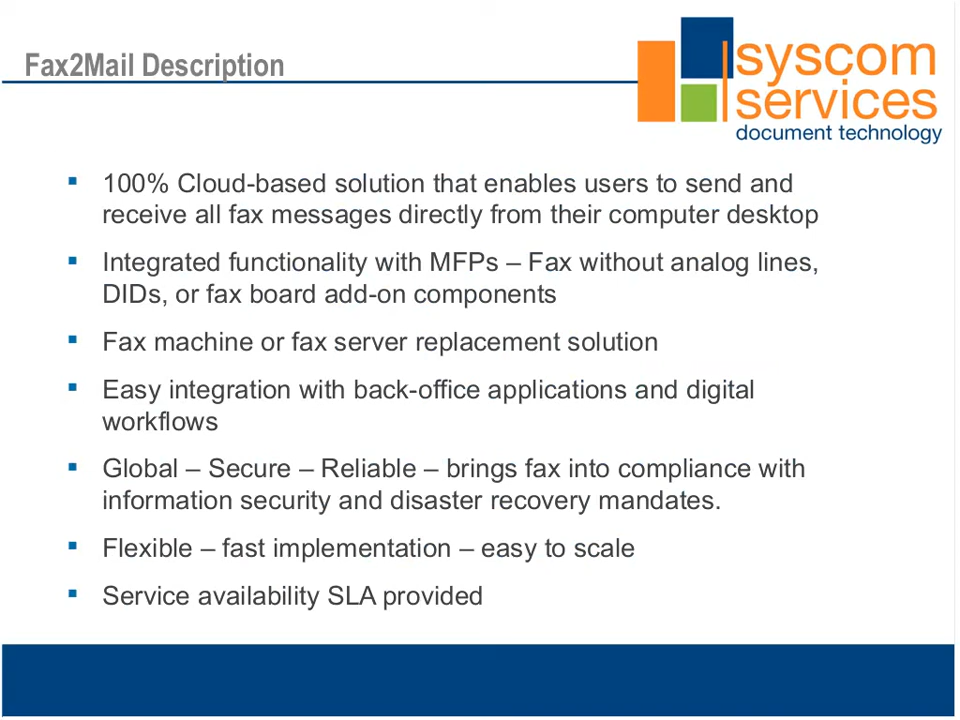 Fax2Mail Description
syscom
services
document technology
▪ 100% Cloud-based solution that enables users to send and
receive all fax messages directly from their computer desktop
▪ Integrated functionality with MFPs – Fax without analog lines,
DIDs, or fax board add-on components
▪ Fax machine or fax server replacement solution
▪ Easy integration with back-office applications and digital
workflows
▪ Global – Secure – Reliable – brings fax into compliance with
information security and disaster recovery mandates.
▪ Flexible – fast implementation – easy to scale
▪ Service availability SLA provided